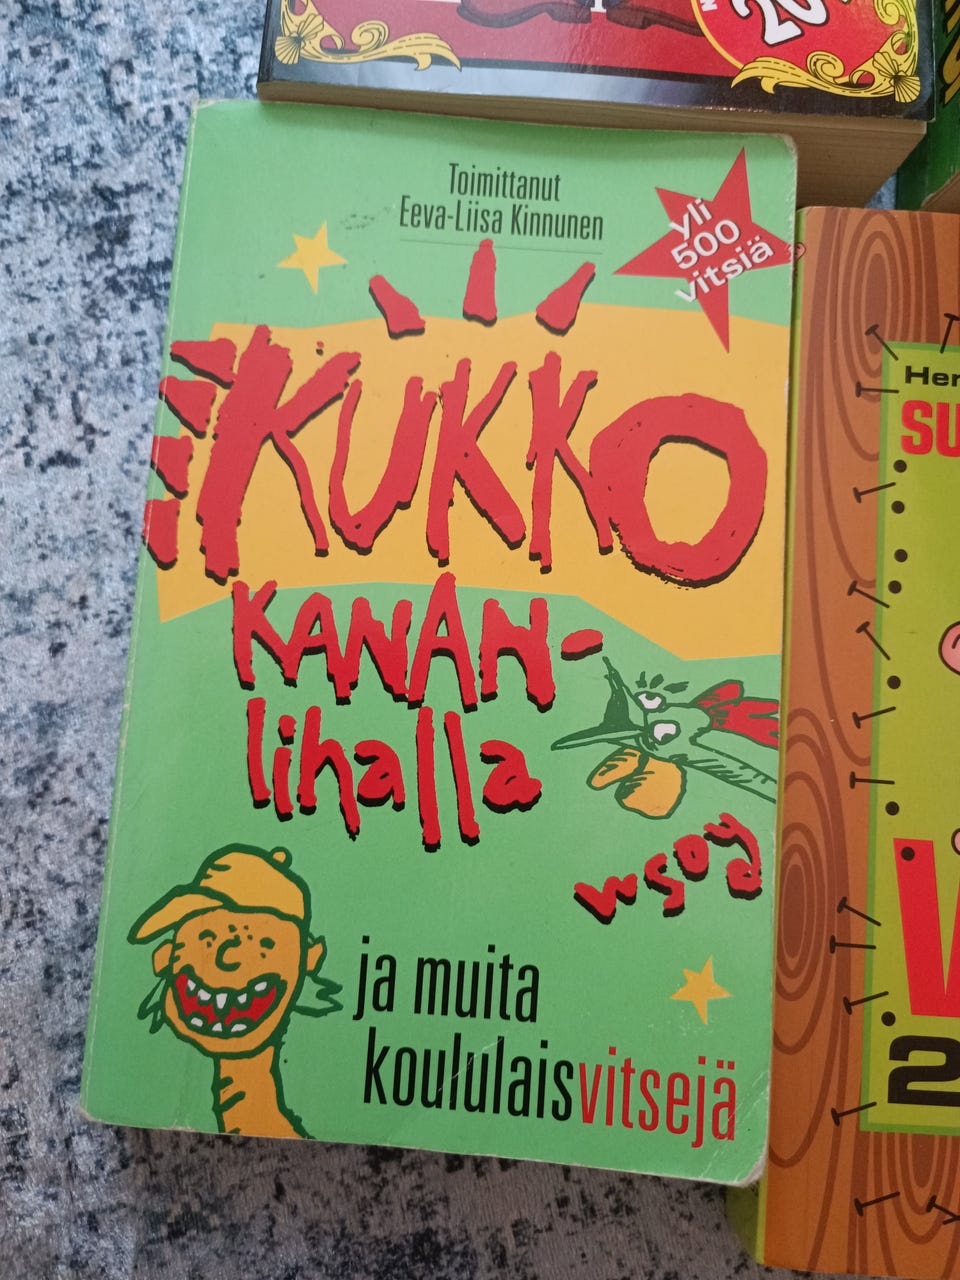 Toimittanut
Eeva-Liisa Kinnunen
yli
500
vitsiä
KUKKO
KANAN-
lihalla
wsoy
ja muita
koululaisvitsejä